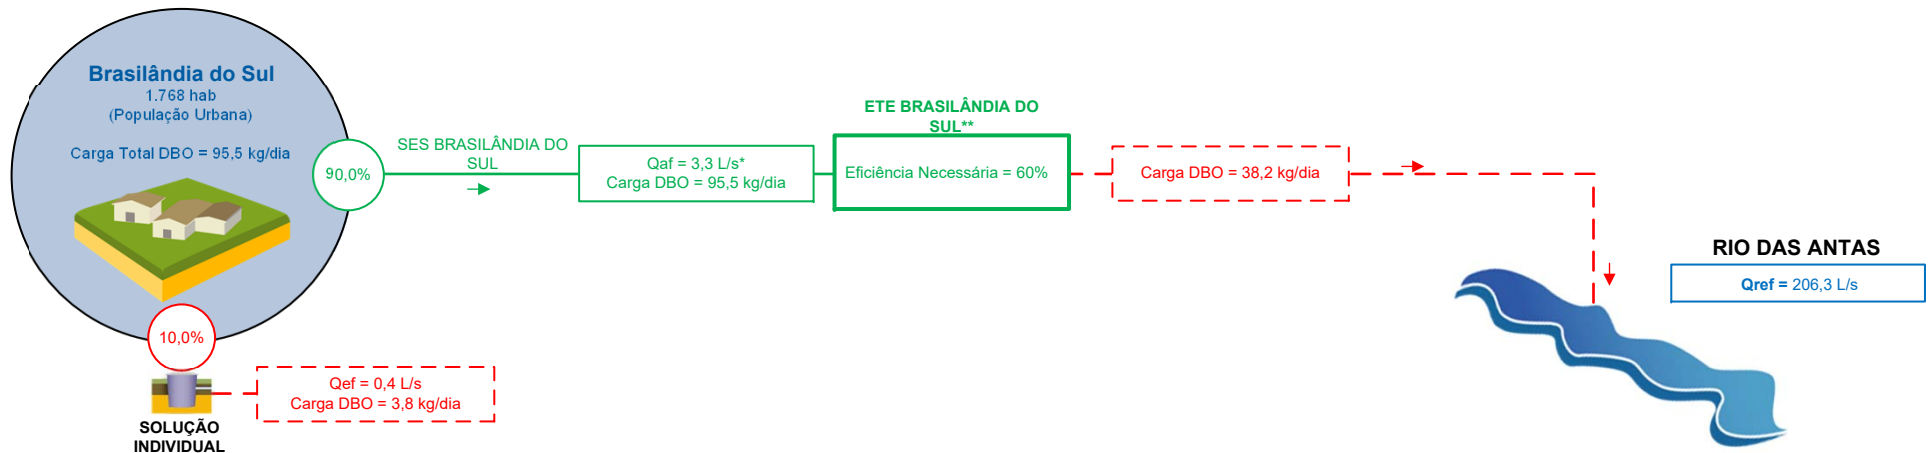 Brasilândia do Sul
1.768 hab
(População Urbana)
Carga Total DBO = 95,5 kg/dia
90,0%
SES BRASILÂNDIA DO
SUL
Qaf = 3,3 L/s*
Carga DBO = 95,5 kg/dia
ETE BRASILÂNDIA DO
SUL**
Eficiência Necessária = 60%
Carga DBO = 38,2 kg/dia
RIO DAS ANTAS
Qref = 206,3 L/s
10,0%
Qef = 0,4 L/s
Carga DBO = 3,8 kg/dia
SOLUÇÃO
INDIVIDUAL